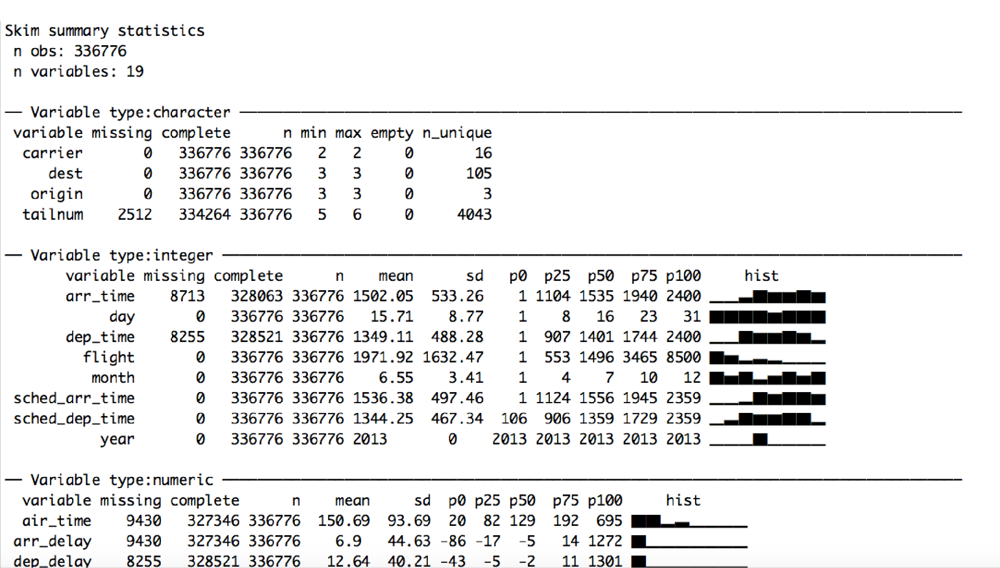 Skim summary statistics
n obs: 336776
n variables: 19
── Variable type:character ──────────
variable missing complete n min max empty n_unique
carrier 0 336776 336776 2 2 0 16
dest 0 336776 336776 3 3 0 105
origin 0 336776 336776 3 3 0 3
tailnum 2512 334264 336776 5 6 0 4043
── Variable type:integer ──────────
variable missing complete n mean sd p0 p25 p50 p75 p100 hist
arr_time 8713 328063 336776 1502.05 533.26 1 1104 1535 1940 2400
day 0 336776 336776 15.71 8.77 1 8 16 23 31
dep_time 8255 328521 336776 1349.11 488.28 1 907 1401 1744 2400
flight 0 336776 336776 1971.92 1632.47 1 553 1496 3465 8500
month 0 336776 336776 6.55 3.41 1 4 7 10 12
sched_arr_time 0 336776 336776 1536.38 497.46 1 1124 1556 1945 2359
sched_dep_time 0 336776 336776 1344.25 467.34 106 906 1359 1729 2359
year 0 336776 336776 2013 0 2013 2013 2013 2013 2013
── Variable type:numeric ──────────
variable missing complete n mean sd p0 p25 p50 p75 p100 hist
air_time 9430 327346 336776 150.69 93.69 20 82 129 192 695
arr_delay 9430 327346 336776 6.9 44.63 -86 -17 -5 14 1272
dep_delay 8255 328521 336776 12.64 40.21 -43 -5 -2 11 1301